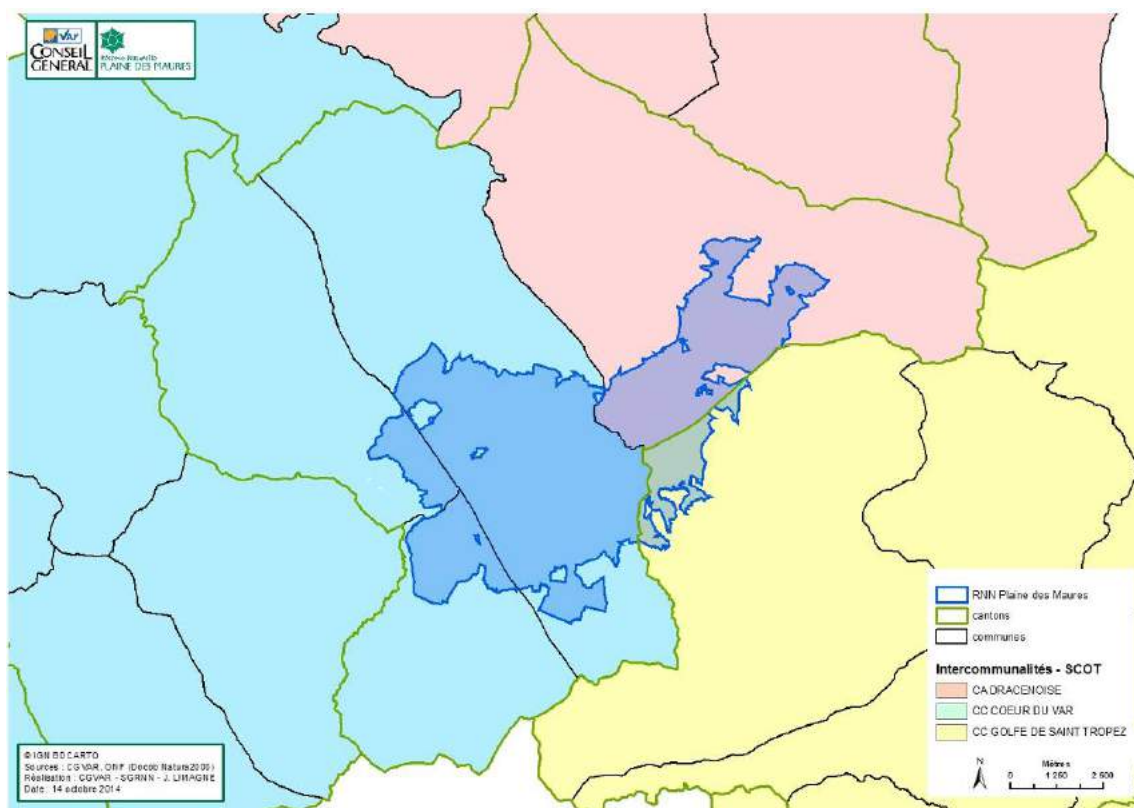 VAR
CONSEIL
GENERAL
PLAINE DES MAURES
RNN Plaine des Maures
cantons
communes
Intercommunalités - SCOT
CA DRACENOISE
CC COEUR DU VAR
CC GOLFE DE SAINT TROPEZ
N
Mètres
0 1 250 2 500
© IGN BD CARTO
Sources : CGVAR, ONF (Docob Natura2000)
Réalisation : CGVAR - SGRNN - J. LIMAGNE
Date : 14 octobre 2014